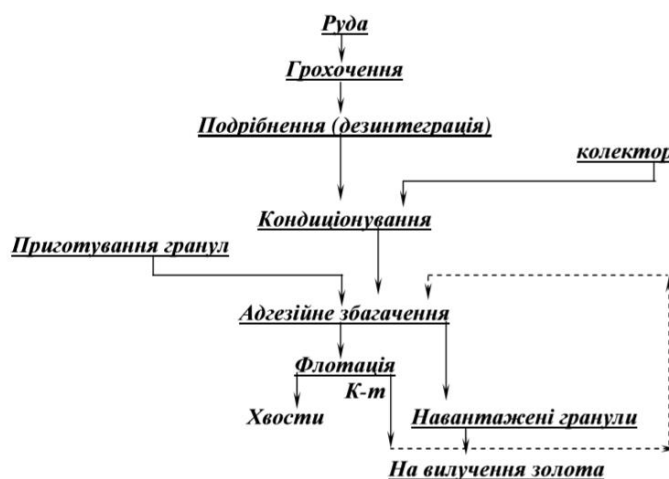 Руда
Грохочення
Подрібнення (дезинтеграція)
колектор
Кондиціонування
Приготування гранул
Адгезійне збагачення
Флотація
К-т
Хвости
Навантажені гранули
На вилучення золота